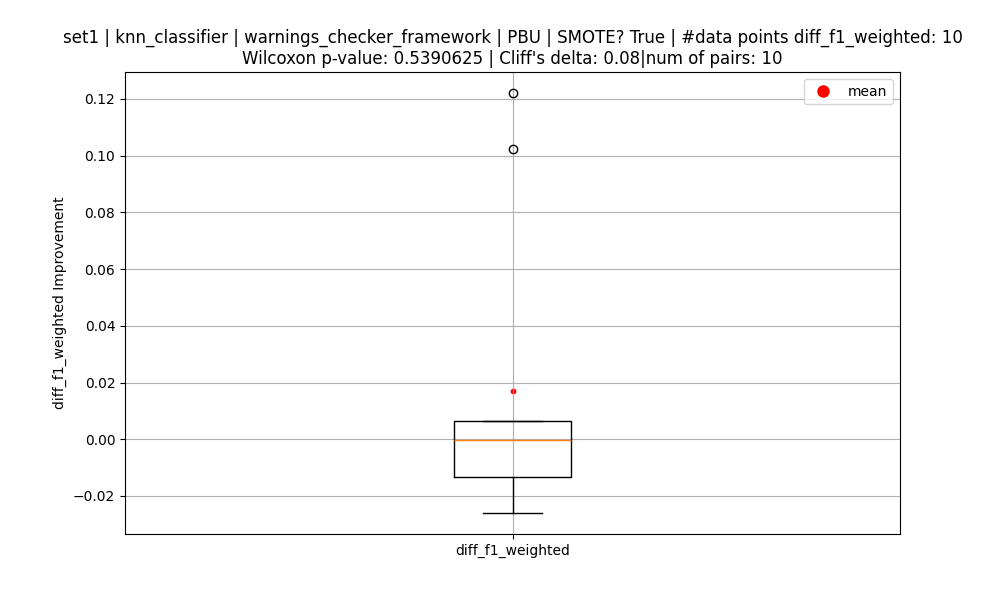 set1 | knn_classifier | warnings_checker_framework | PBU | SMOTE? True | #data points diff_f1_weighted: 10
Wilcoxon p-value: 0.5390625 | Cliff's delta: 0.08|num of pairs: 10
mean
0.12
0.10
0.08
0.06
0.04
0.02
0.00
−0.02
diff_f1_weighted Improvement
diff_f1_weighted